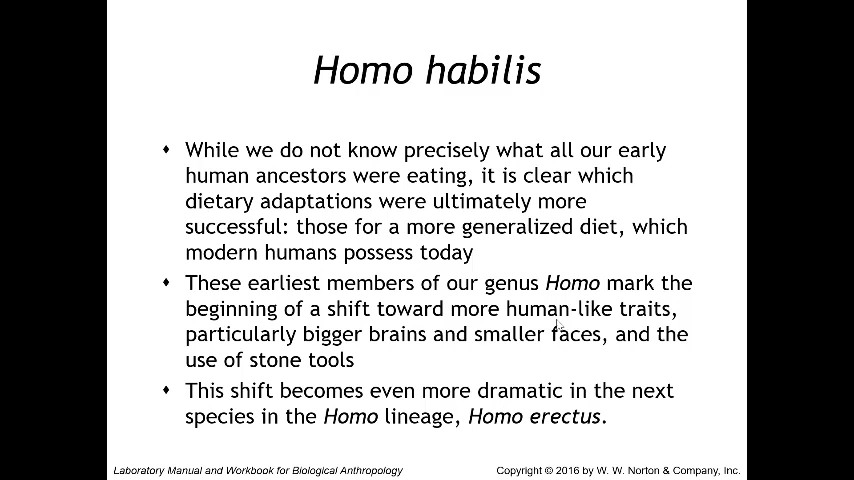 Homo habilis
♦ While we do not know precisely what all our early
human ancestors were eating, it is clear which
dietary adaptations were ultimately more
successful: those for a more generalized diet, which
modern humans possess today
♦ These earliest members of our genus Homo mark the
beginning of a shift toward more human-like traits,
particularly bigger brains and smaller faces, and the
use of stone tools
♦ This shift becomes even more dramatic in the next
species in the Homo lineage, Homo erectus.
Laboratory Manual and Workbook for Biological Anthropology
Copyright © 2016 by W. W. Norton & Company, Inc.